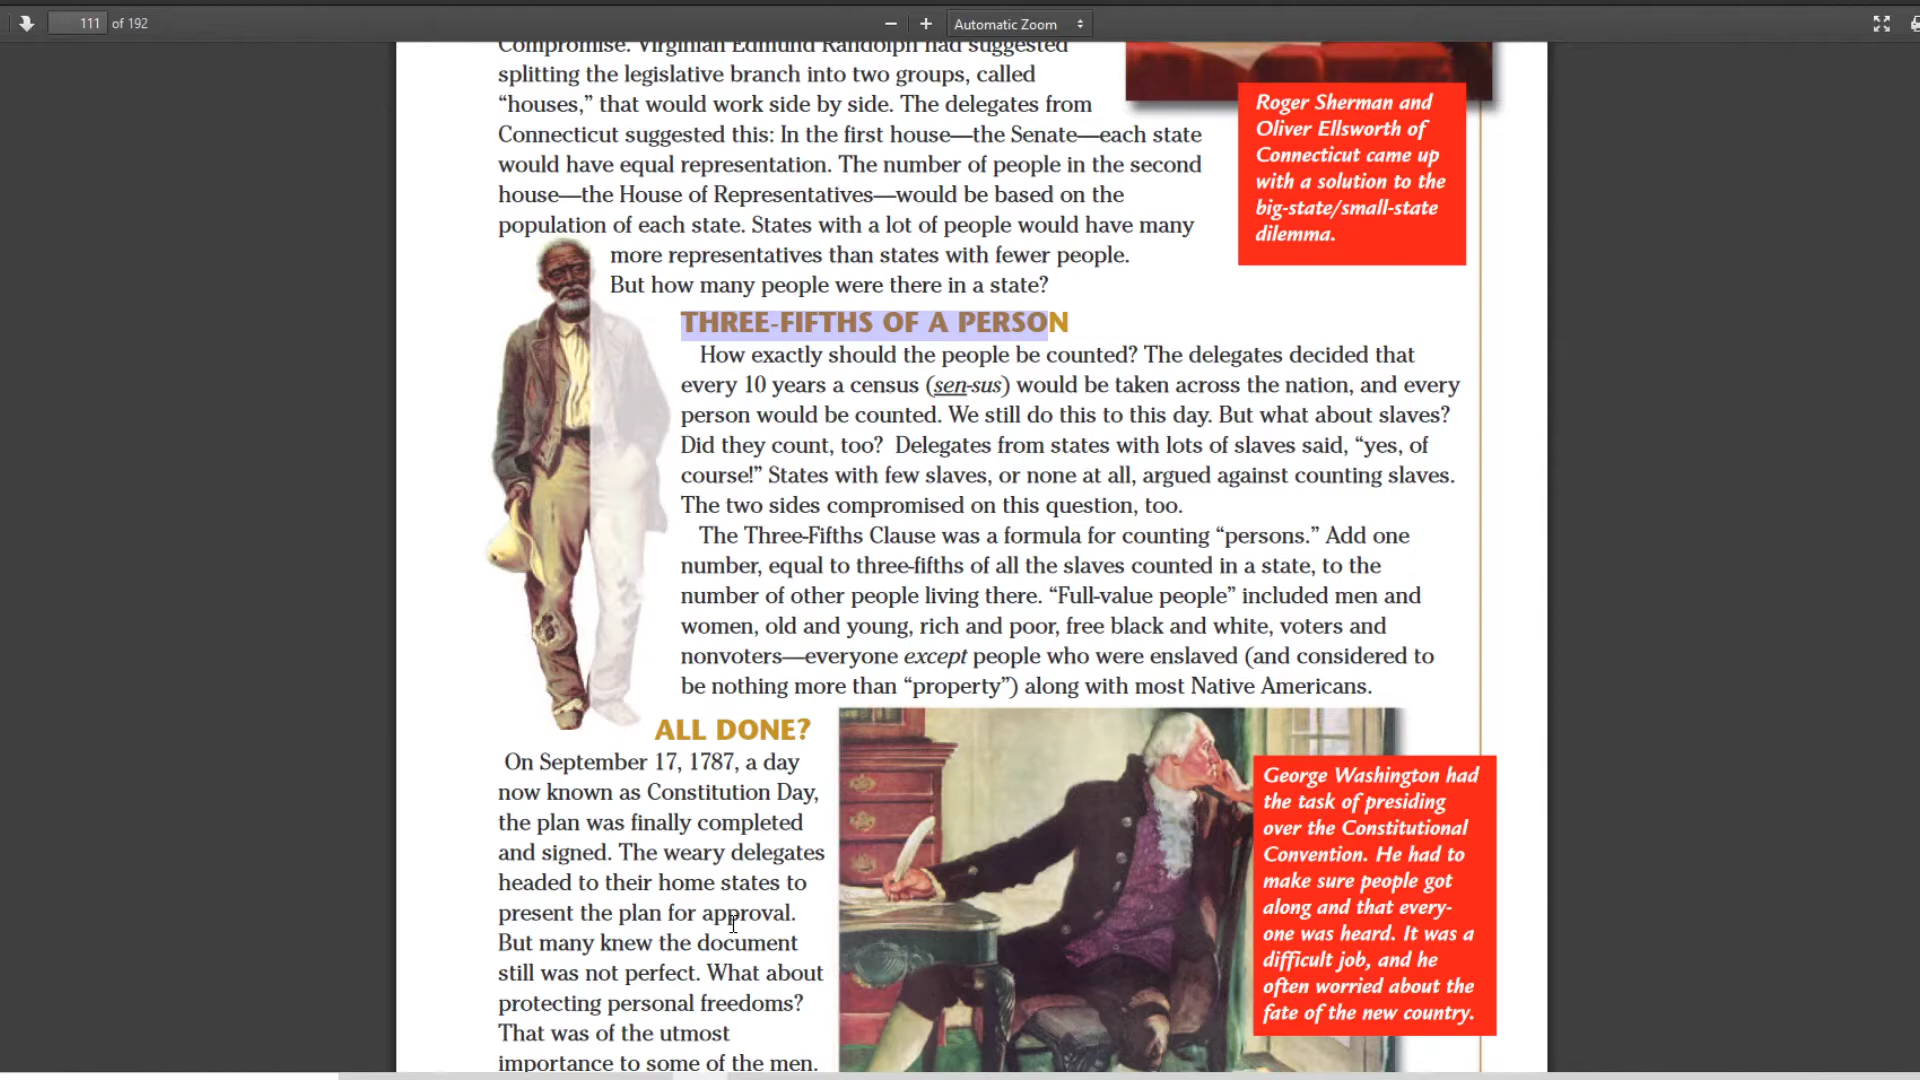 111 of 192
Automatic Zoom
Compromise. Virginian Edmund Randolph had suggested
splitting the legislative branch into two groups, called
“houses,” that would work side by side. The delegates from
Connecticut suggested this: In the first house—the Senate—each state
would have equal representation. The number of people in the second
house—the House of Representatives—would be based on the
population of each state. States with a lot of people would have many
more representatives than states with fewer people.
But how many people were there in a state?
Roger Sherman and
Oliver Ellsworth of
Connecticut came up
with a solution to the
big-state/small-state
dilemma.
THREE-FIFTHS OF A PERSON
How exactly should the people be counted? The delegates decided that
every 10 years a census (sen-sus) would be taken across the nation, and every
person would be counted. We still do this to this day. But what about slaves?
Did they count, too? Delegates from states with lots of slaves said, “yes, of
course!” States with few slaves, or none at all, argued against counting slaves.
The two sides compromised on this question, too.
The Three-Fifths Clause was a formula for counting “persons.” Add one
number, equal to three-fifths of all the slaves counted in a state, to the
number of other people living there. “Full-value people” included men and
women, old and young, rich and poor, free black and white, voters and
nonvoters—everyone except people who were enslaved (and considered to
be nothing more than “property”) along with most Native Americans.
ALL DONE?
On September 17, 1787, a day
now known as Constitution Day,
the plan was finally completed
and signed. The weary delegates
headed to their home states to
present the plan for approval.
But many knew the document
still was not perfect. What about
protecting personal freedoms?
That was of the utmost
importance to some of the men.
George Washington had
the task of presiding
over the Constitutional
Convention. He had to
make sure people got
along and that every-
one was heard. It was a
difficult job, and he
often worried about the
fate of the new country.